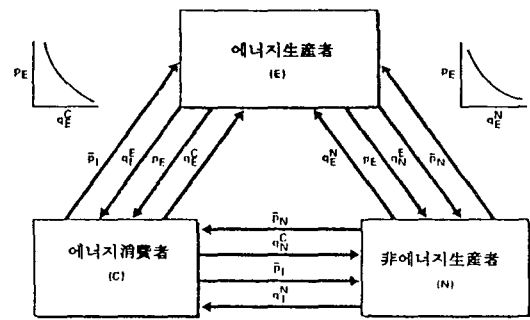 에너지生産者
(E)
p_E
q_E^C
p_E
q_E^N
p̄_I
q_I^E
p_E
q_E^C
q_E^N
p_E
q_N^E
p̄_N
에너지消費者
(C)
p̄_N
q_N^C
p̄_I
q_I^N
非에너지生産者
(N)